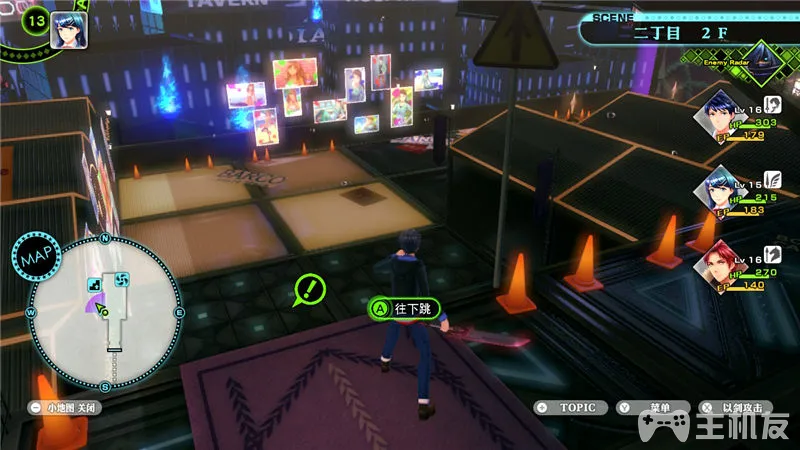 13
TAVERN
SCENE
二丁目 2F
Enemy Radar
Lv 16
HP 303
EP 179
Lv 15
HP 215
EP 183
Lv 16
HP 270
EP 140
BARCO
MAP
N
W
E
S
!
A 往下跳
− 小地图 关闭
+ TOPIC
Y 菜单
X 以剑攻击
主机友